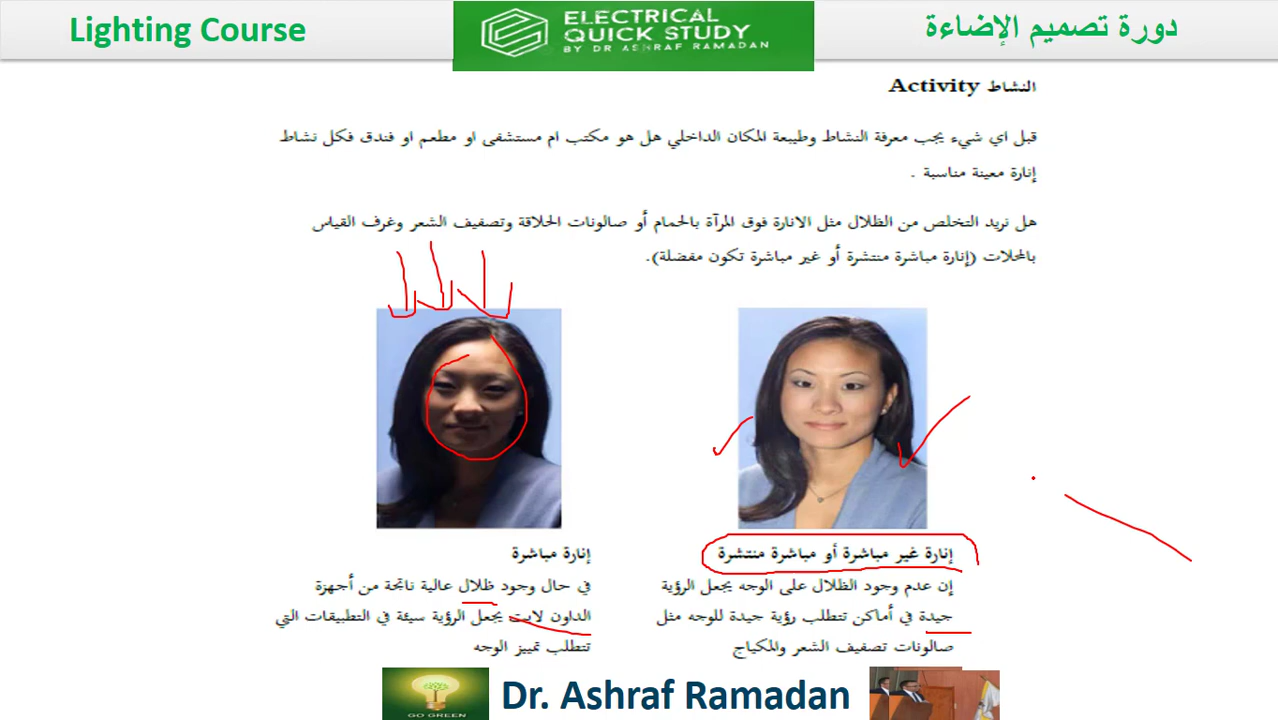 Lighting Course
ELECTRICAL
QUICK STUDY
BY DR ASHRAF RAMADAN
دورة تصميم الإضاءة
النشاط Activity
قبل اي شيء يجب معرفة النشاط وطبيعة المكان الداخلي هل هو مكتب ام مستشفى او مطعم او فندق فكل نشاط
إنارة معينة مناسبة .
هل نريد التخلص من الظلال مثل الانارة فوق المرآة بالحمام أو صالونات الحلاقة وتصفيف الشعر وغرف القياس
بالمحلات (إنارة مباشرة منتشرة أو غير مباشرة تكون مفضلة).
إنارة غير مباشرة أو مباشرة منتشرة
إن عدم وجود الظلال على الوجه يجعل الرؤية
جيدة في أماكن تتطلب رؤية جيدة للوجه مثل
صالونات تصفيف الشعر والمكياج
إنارة مباشرة
في حال وجود ظلال عالية ناتجة من أجهزة
الداون لايت يجعل الرؤية سيئة في التطبيقات التي
تتطلب تمييز الوجه
GO GREEN
Dr. Ashraf Ramadan